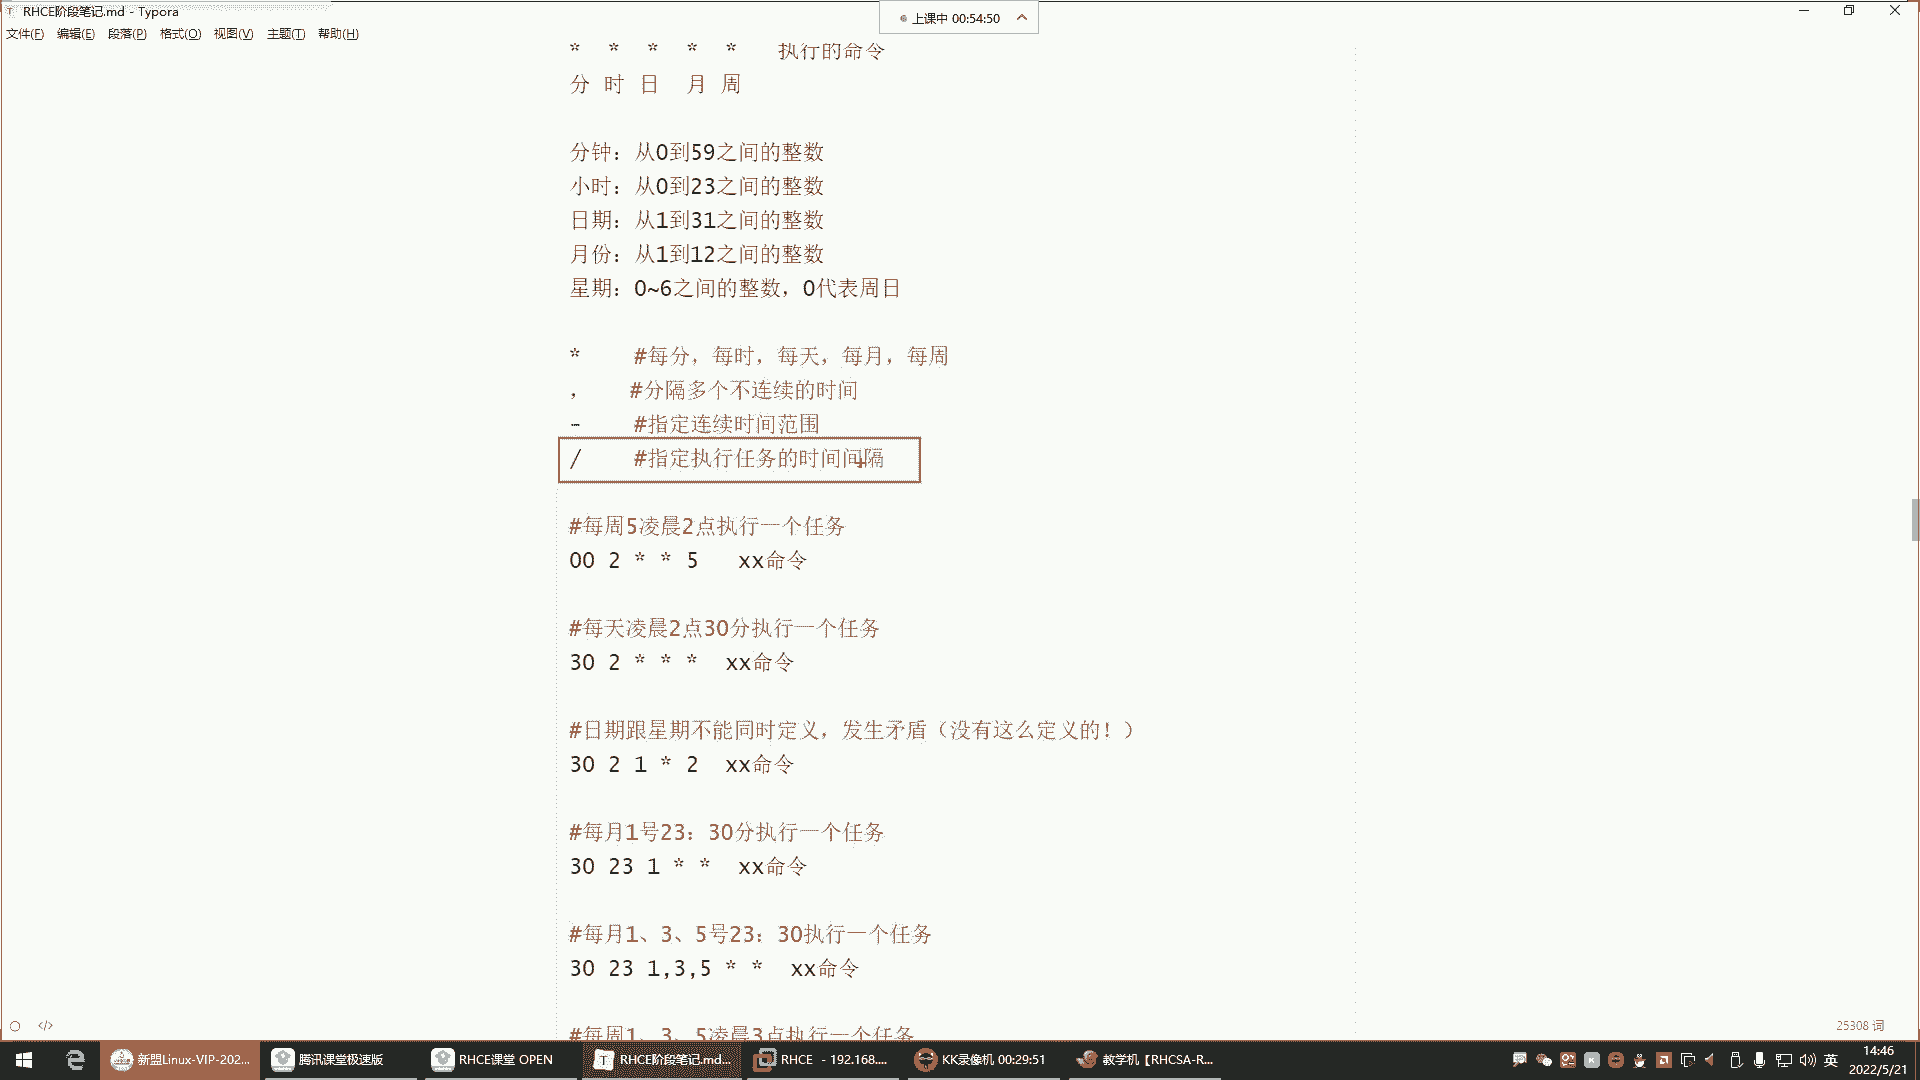 RHCE阶段笔记.md - Typora
上课中 00:54:50
文件(F) 编辑(E) 段落(P) 格式(O) 视图(V) 主题(T) 帮助(H)
* * * * * 执行的命令
分 时 日 月 周
分钟：从0到59之间的整数
小时：从0到23之间的整数
日期：从1到31之间的整数
月份：从1到12之间的整数
星期：0~6之间的整数，0代表周日
* #每分，每时，每天，每月，每周
， #分隔多个不连续的时间
- #指定连续时间范围
/ #指定执行任务的时间间隔
#每周5凌晨2点执行一个任务
00 2 * * 5 xx命令
#每天凌晨2点30分执行一个任务
30 2 * * * xx命令
#日期跟星期不能同时定义，发生矛盾（没有这么定义的！）
30 2 1 * 2 xx命令
#每月1号23：30分执行一个任务
30 23 1 * * xx命令
#每月1、3、5号23：30执行一个任务
30 23 1,3,5 * * xx命令
#每周1、3、5凌晨3点执行一个任务
25308 词
新盟Linux-VIP-202... 腾讯课堂极速版 RHCE课堂 OPEN RHCE阶段笔记.md... RHCE - 192.168.... KK录像机 00:29:51 教学机【RHCSA-R... 英 14:46
2022/5/21